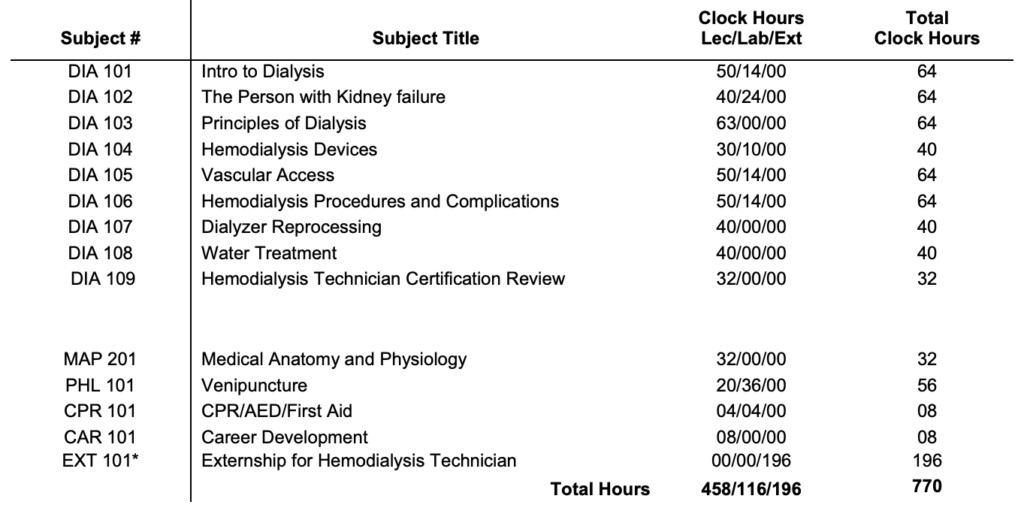 Subject # Subject Title Clock Hours Lec/Lab/Ext Total Clock Hours
DIA 101 Intro to Dialysis 50/14/00 64
DIA 102 The Person with Kidney failure 40/24/00 64
DIA 103 Principles of Dialysis 63/00/00 64
DIA 104 Hemodialysis Devices 30/10/00 40
DIA 105 Vascular Access 50/14/00 64
DIA 106 Hemodialysis Procedures and Complications 50/14/00 64
DIA 107 Dialyzer Reprocessing 40/00/00 40
DIA 108 Water Treatment 40/00/00 40
DIA 109 Hemodialysis Technician Certification Review 32/00/00 32
MAP 201 Medical Anatomy and Physiology 32/00/00 32
PHL 101 Venipuncture 20/36/00 56
CPR 101 CPR/AED/First Aid 04/04/00 08
CAR 101 Career Development 08/00/00 08
EXT 101* Externship for Hemodialysis Technician 00/00/196 196
Total Hours 458/116/196 770